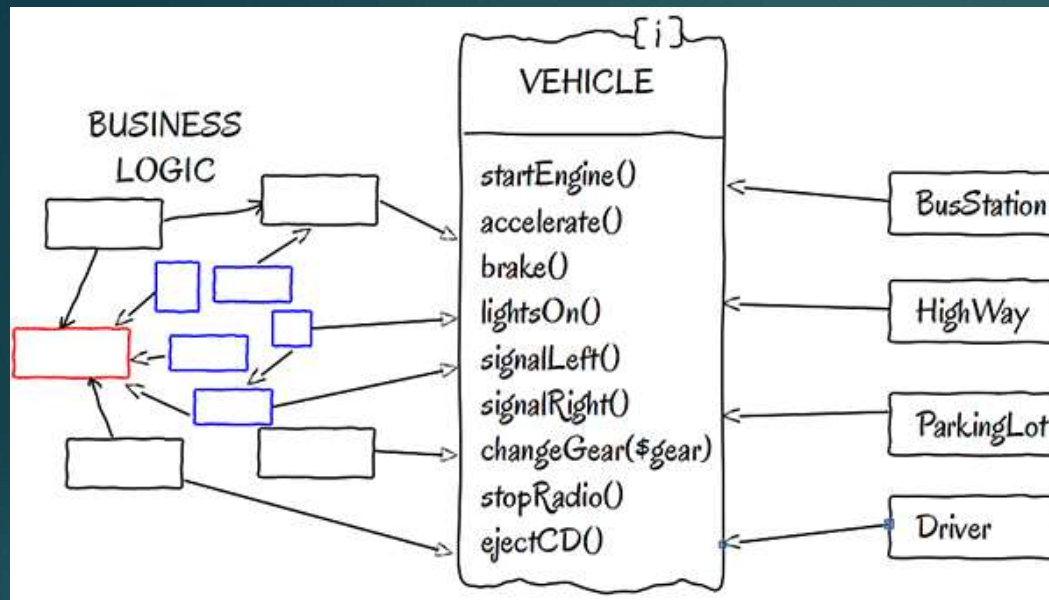 [i]
VEHICLE
BUSINESS
LOGIC
startEngine()
accelerate()
brake()
lightsOn()
signalLeft()
signalRight()
changeGear($gear)
stopRadio()
ejectCD()
BusStation
HighWay
ParkingLot
Driver